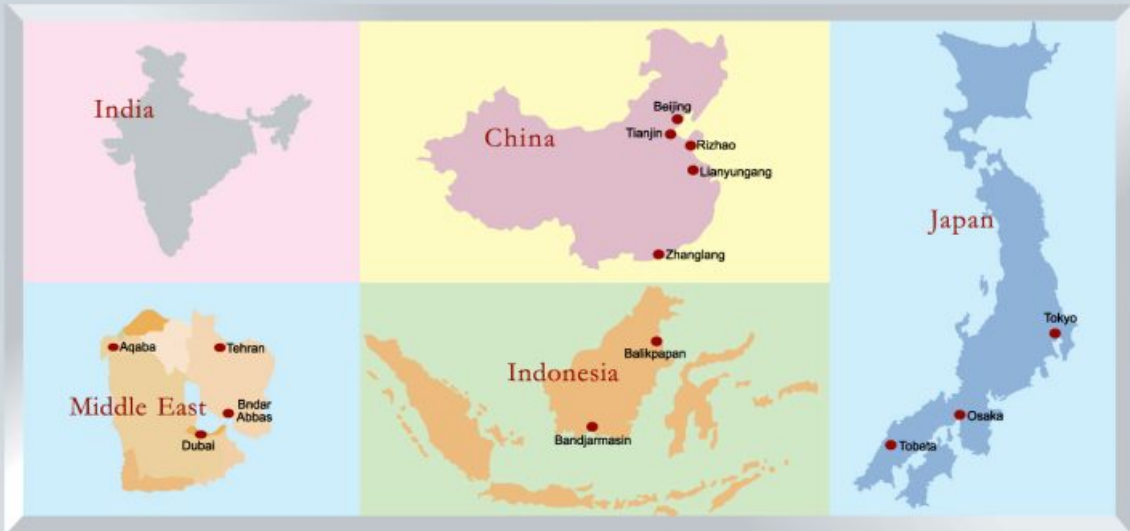 India
China
Beijing
Tianjin
Rizhao
Lianyungang
Zhanglang
Japan
Tokyo
Osaka
Tobata
Middle East
Aqaba
Tehran
Bndar
Abbas
Dubai
Indonesia
Balikpapan
Bandjarmasin